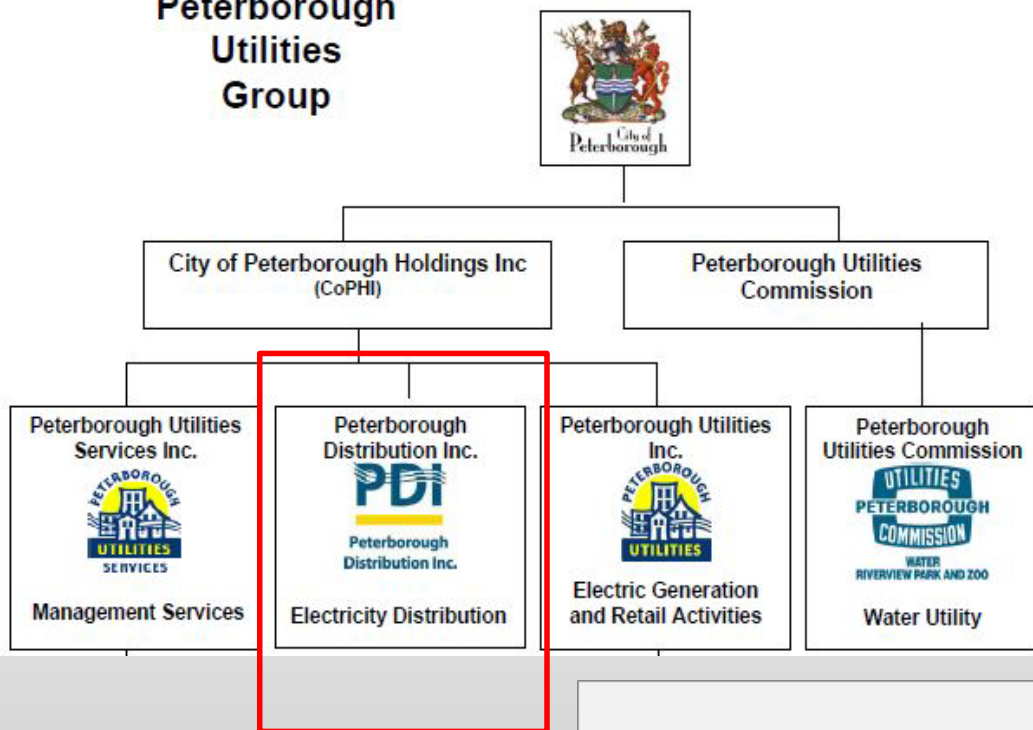 Peterborough
Utilities
Group
City of
Peterborough
City of Peterborough Holdings Inc
(CoPHI)
Peterborough Utilities
Commission
Peterborough Utilities
Services Inc.
PETERBOROUGH
UTILITIES
SERVICES
Management Services
Peterborough
Distribution Inc.
PDI
Peterborough
Distribution Inc.
Electricity Distribution
Peterborough Utilities
Inc.
PETERBOROUGH
UTILITIES
Electric Generation
and Retail Activities
Peterborough
Utilities Commission
UTILITIES
PETERBOROUGH
COMMISSION
WATER
RIVERVIEW PARK AND ZOO
Water Utility